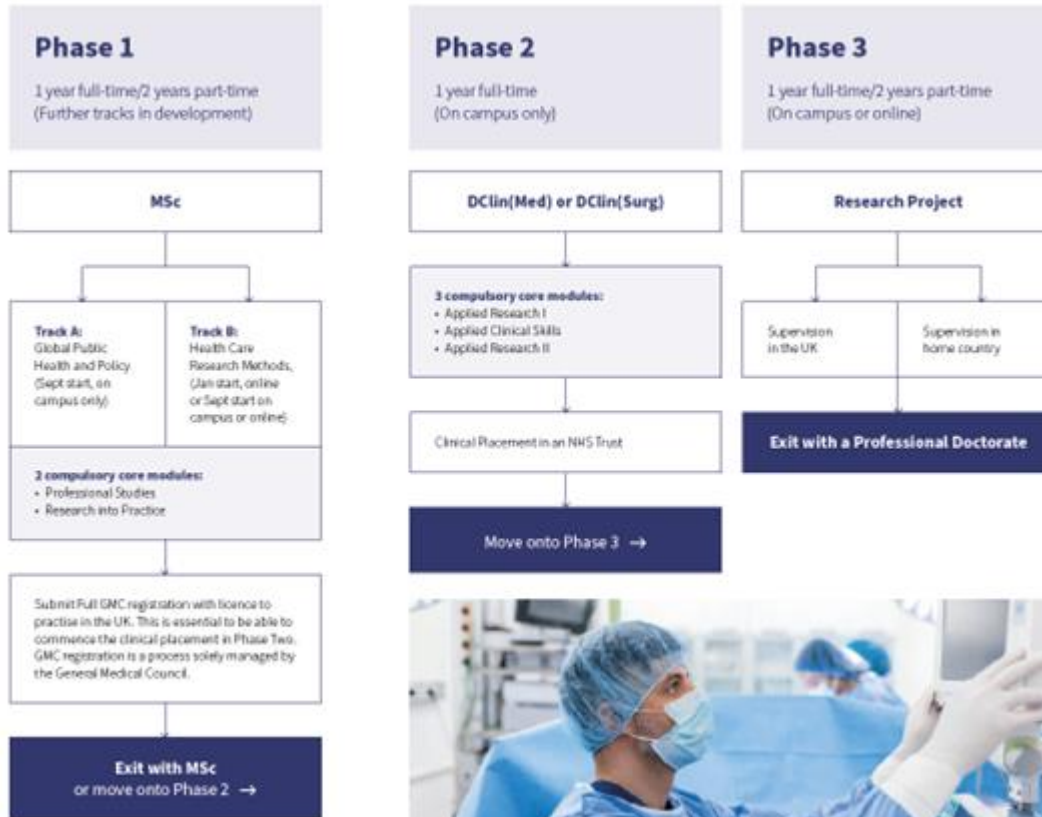 Phase 1
1 year full-time/2 years part-time
(Further tracks in development)
MSc
Track A:
Global Public
Health and Policy
(Sept start, on
campus only)
Track B:
Health Care
Research Methods,
(Jan start, online
or Sept start on
campus or online)
2 compulsory core modules:
• Professional Studies
• Research into Practice
Submit Full GMC registration with licence to
practise in the UK. This is essential to be able to
commence the clinical placement in Phase Two.
GMC registration is a process solely managed by
the General Medical Council.
Exit with MSc
or move onto Phase 2 →
Phase 2
1 year full-time
(On campus only)
DClin(Med) or DClin(Surg)
3 compulsory core modules:
• Applied Research I
• Applied Clinical Skills
• Applied Research II
Clinical Placement in an NHS Trust
Move onto Phase 3 →
Phase 3
1 year full-time/2 years part-time
(On campus or online)
Research Project
Supervision
in the UK
Supervision in
home country
Exit with a Professional Doctorate